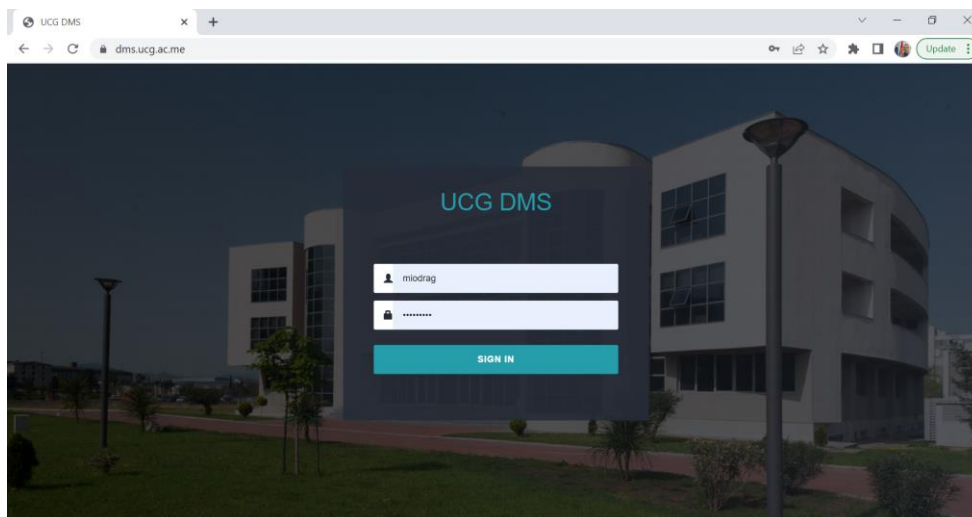 UCG DMS
dms.ucg.ac.me
Update
UCG DMS
miodrag
•••••••••
SIGN IN